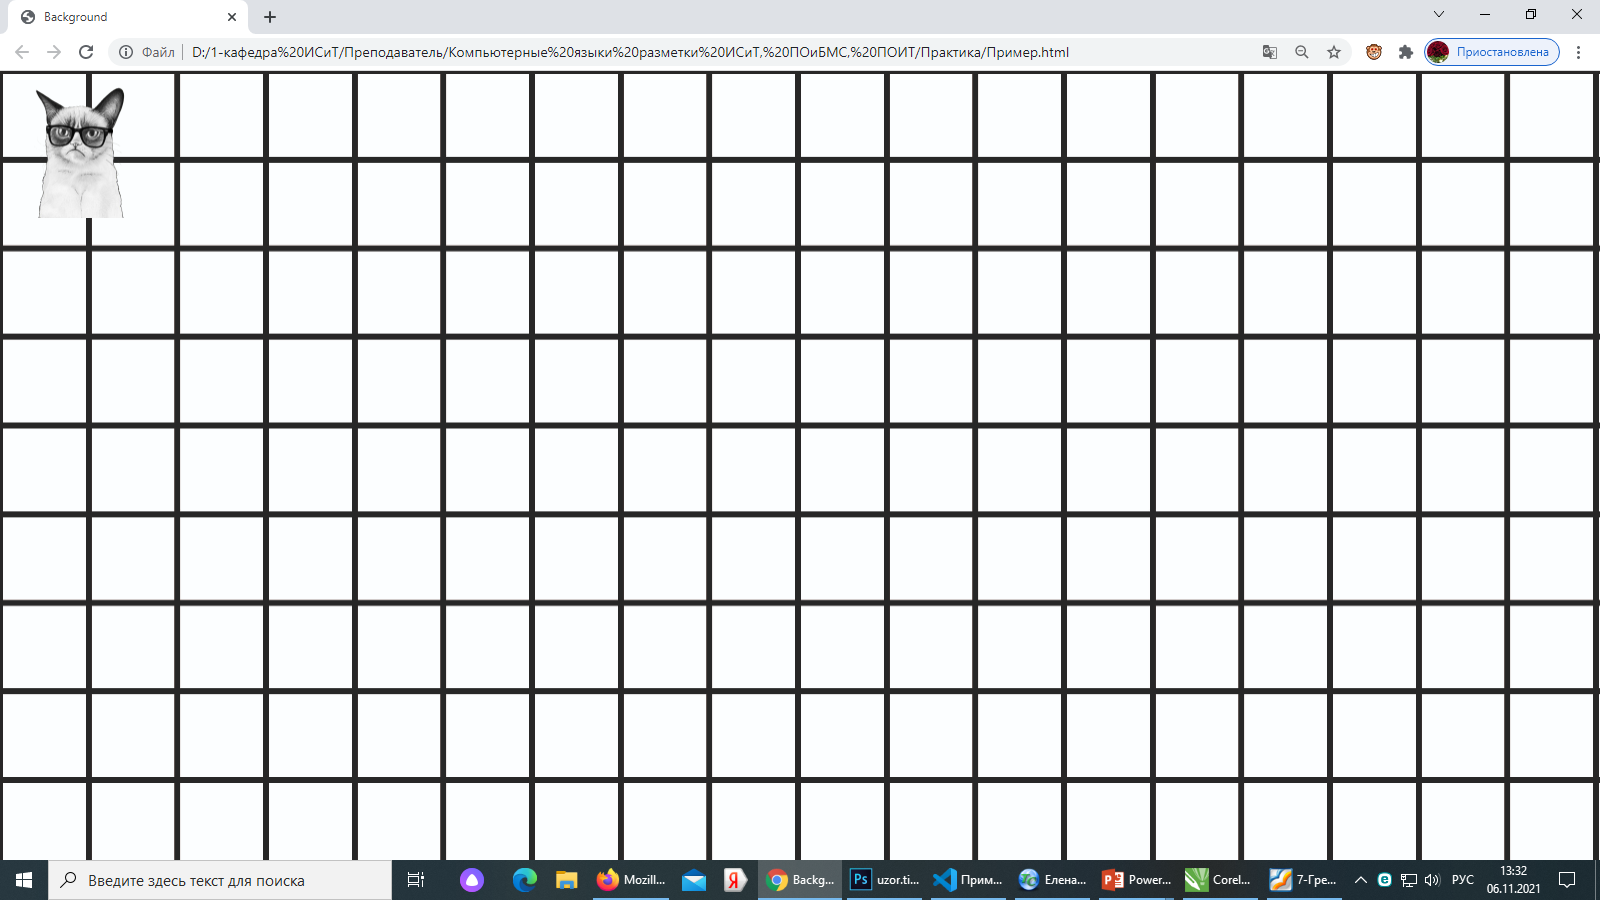 Background
Файл
D:/1-кафедра%20ИСиТ/Преподаватель/Компьютерные%20языки%20разметки%20ИСиТ,%20ПОиБМС,%20ПОИТ/Практика/Пример.html
Приостановлена
Введите здесь текст для поиска
Mozill...
Я
Backg...
Ps
uzor.ti...
Прим...
Елена...
Power...
Corel...
7-Гре...
РУС
13:32
06.11.2021